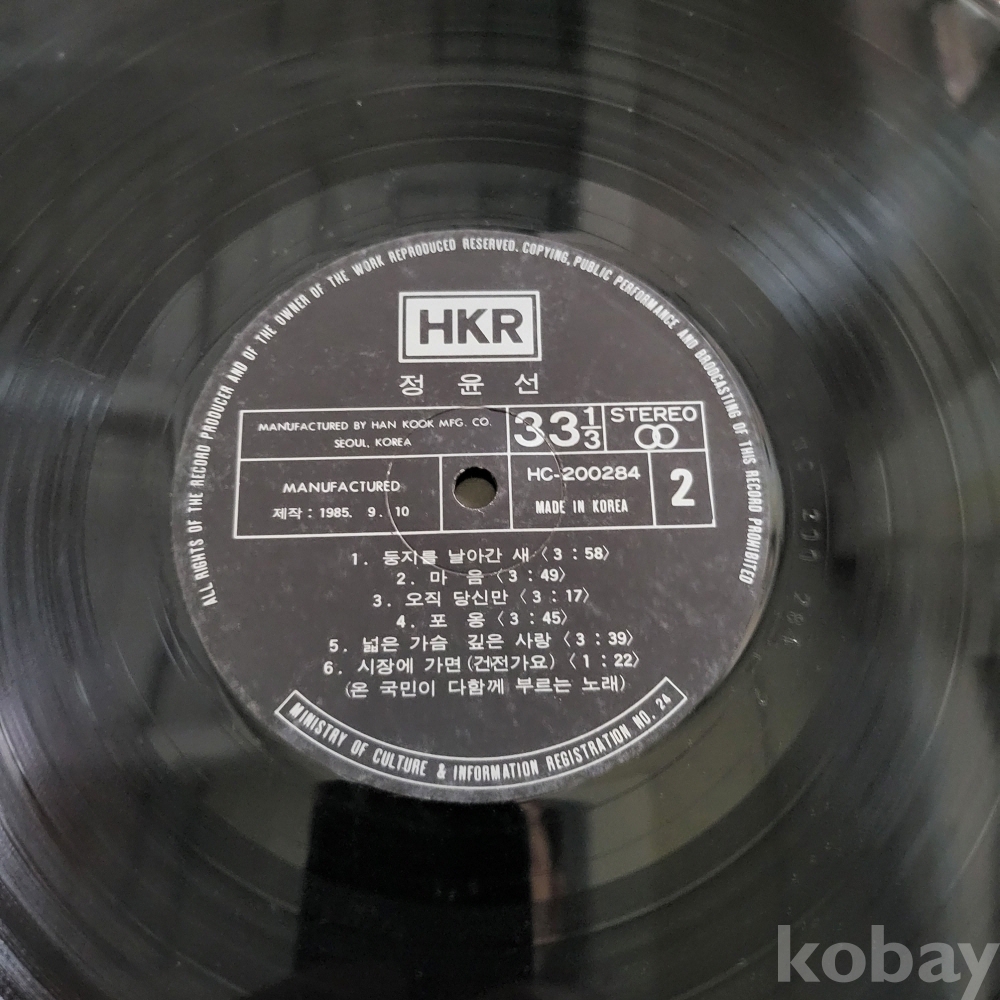 ALL RIGHTS OF THE RECORD PRODUCER AND OF THE OWNER OF THE WORK REPRODUCED RESERVED. COPYING, PUBLIC PERFORMANCE AND BROADCASTING OF THIS RECORD PROHIBITED
HKR
정 윤 선
MANUFACTURED BY HAN KOOK MFG. CO.
SEOUL, KOREA
33 1/3
STEREO
MANUFACTURED
제작 : 1985. 9. 10
HC-200284
MADE IN KOREA
2
1. 둥지를 날아간 새 〈3 : 58〉
2. 마 음 〈3 : 49〉
3. 오직 당신만 〈3 : 17〉
4. 포 옹 〈3 : 45〉
5. 넓은 가슴 깊은 사랑 〈3 : 39〉
6. 시장에 가면 (건전가요) 〈1 : 22〉
(온 국민이 다함께 부르는 노래)
MINISTRY OF CULTURE & INFORMATION REGISTRATION NO. 24
kobay